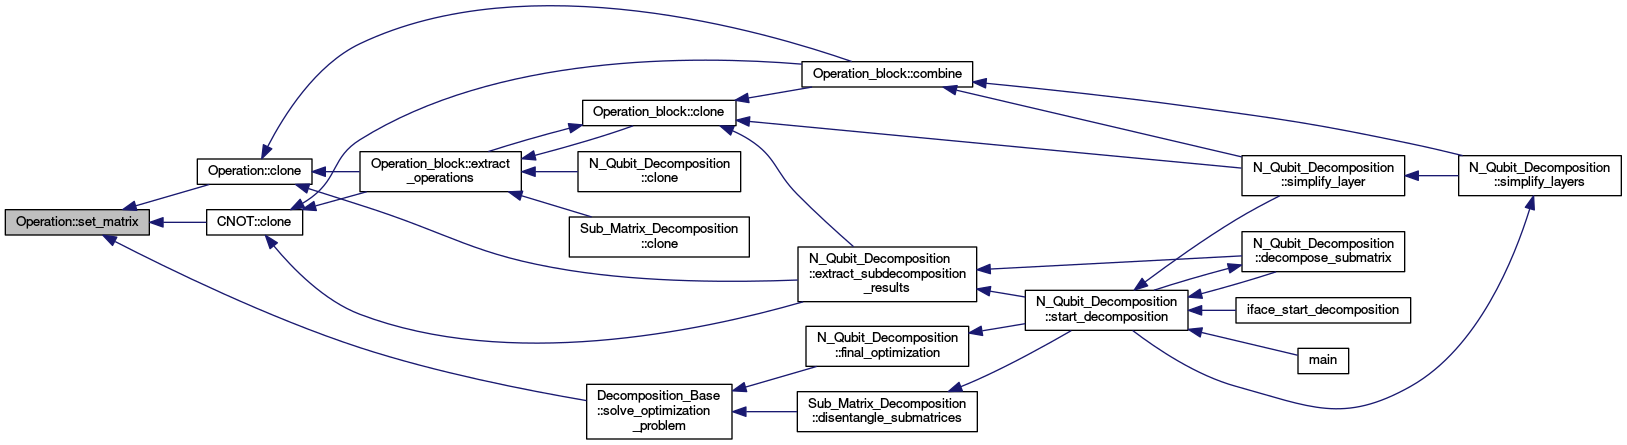 Operation::set_matrix
Operation::clone
CNOT::clone
Operation_block::extract
_operations
Operation_block::clone
N_Qubit_Decomposition
::clone
Sub_Matrix_Decomposition
::clone
Decomposition_Base
::solve_optimization
_problem
Operation_block::combine
N_Qubit_Decomposition
::extract_subdecomposition
_results
N_Qubit_Decomposition
::final_optimization
Sub_Matrix_Decomposition
::disentangle_submatrices
N_Qubit_Decomposition
::start_decomposition
N_Qubit_Decomposition
::simplify_layer
N_Qubit_Decomposition
::decompose_submatrix
iface_start_decomposition
main
N_Qubit_Decomposition
::simplify_layers